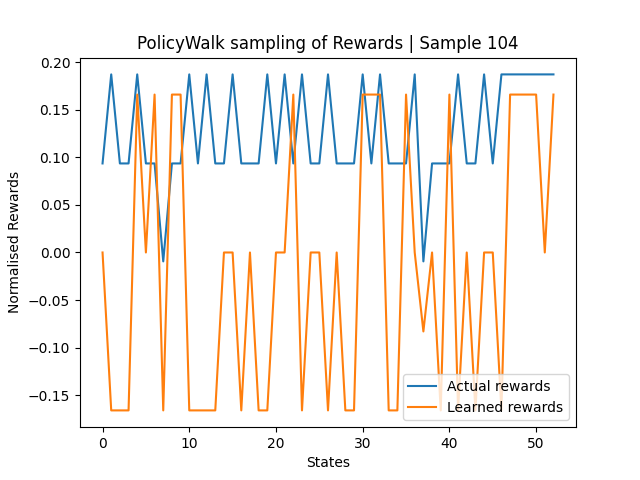 PolicyWalk sampling of Rewards | Sample 104
Normalised Rewards
0.20
0.15
0.10
0.05
0.00
−0.05
−0.10
−0.15
0 10 20 30 40 50
States
Actual rewards
Learned rewards